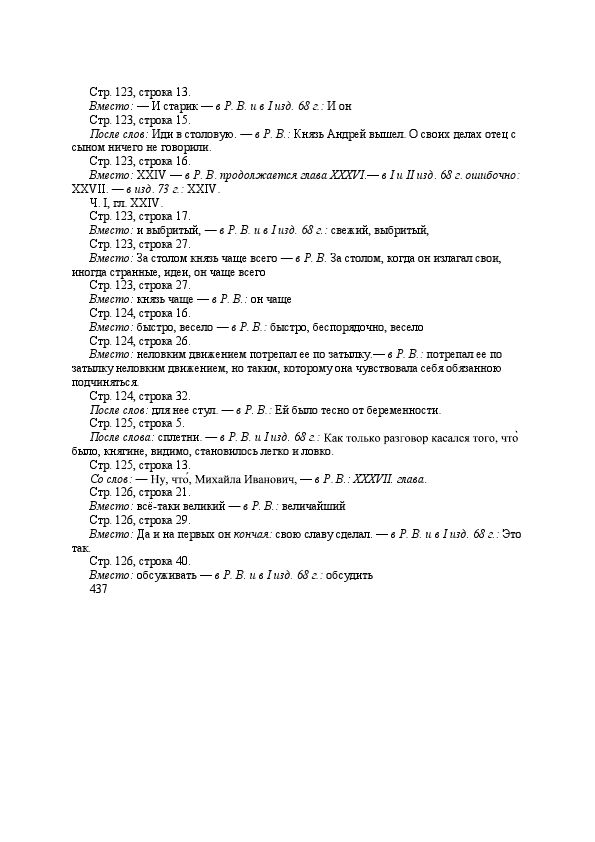 Стр. 123, строка 13.
Вместо: — И старик — в Р. В. и в I изд. 68 г.: И он
Стр. 123, строка 15.
После слов: Иди в столовую. — в Р. В.: Князь Андрей вышел. О своих делах отец с
сыном ничего не говорили.
Стр. 123, строка 16.
Вместо: XXIV — в Р. В. продолжается глава XXXVI.— в I и II изд. 68 г. ошибочно:
XXVII. — в изд. 73 г.: XXIV.
Ч. I, гл. XXIV.
Стр. 123, строка 17.
Вместо: и выбритый, — в Р. В. и в I изд. 68 г.: свежий, выбритый,
Стр. 123, строка 27.
Вместо: За столом князь чаще всего — в Р. В. За столом, когда он излагал свои,
иногда странные, идеи, он чаще всего
Стр. 123, строка 27.
Вместо: князь чаще — в Р. В.: он чаще
Стр. 124, строка 16.
Вместо: быстро, весело — в Р. В.: быстро, беспорядочно, весело
Стр. 124, строка 26.
Вместо: неловким движением потрепал ее по затылку.— в Р. В.: потрепал ее по
затылку неловким движением, но таким, которому она чувствовала себя обязанною
подчиняться.
Стр. 124, строка 32.
После слов: для нее стул. — в Р. В.: Ей было тесно от беременности.
Стр. 125, строка 5.
После слова: сплетни. — в Р. В. и I изд. 68 г.: Как только разговор касался того, что́
было, княгине, видимо, становилось легко и ловко.
Стр. 125, строка 13.
Со слов: — Ну, что́, Михайла Иванович, — в Р. В.: XXXVII. глава.
Стр. 126, строка 21.
Вместо: всё-таки великий — в Р. В.: величайший
Стр. 126, строка 29.
Вместо: Да и на первых он кончая: свою славу сделал. — в Р. В. и в I изд. 68 г.: Это
так.
Стр. 126, строка 40.
Вместо: обсуживать — в Р. В. и в I изд. 68 г.: обсудить
437